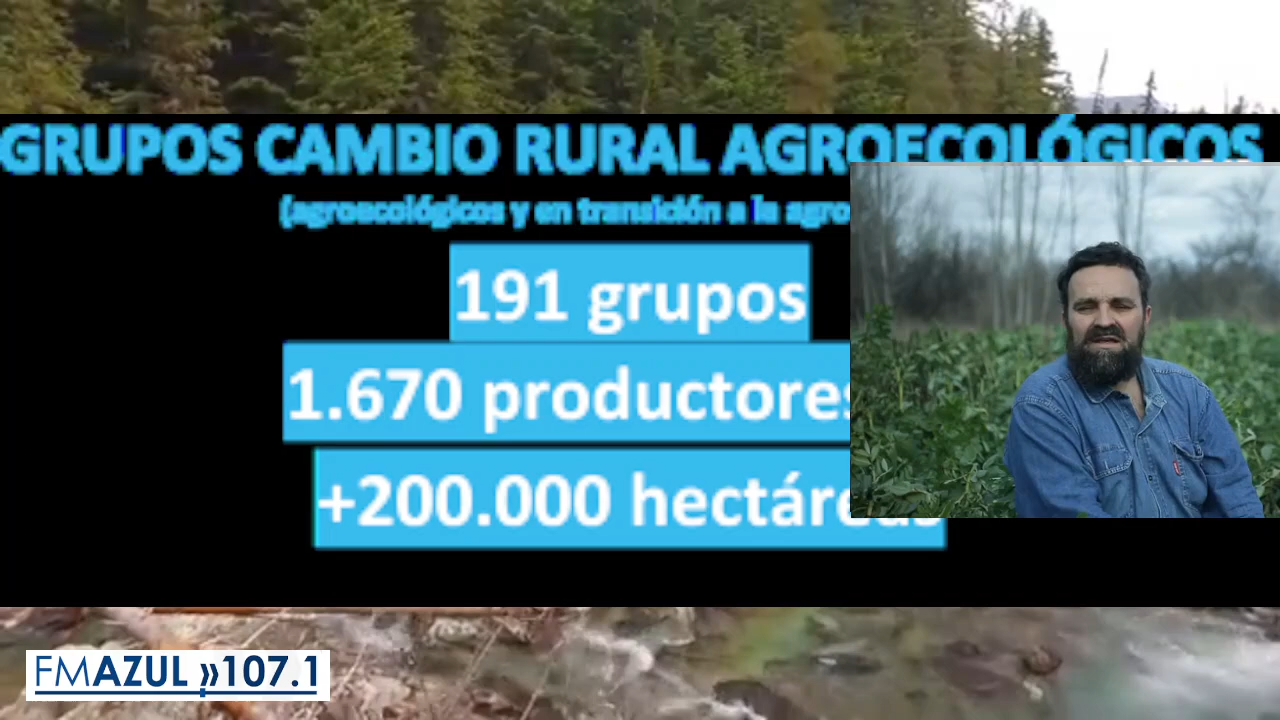 GRUPOS CAMBIO RURAL AGROECOLÓGICOS
(agroecológicos y en transición a la agro
191 grupos
1.670 productores
+200.000 hectáreas
FMAZUL »107.1